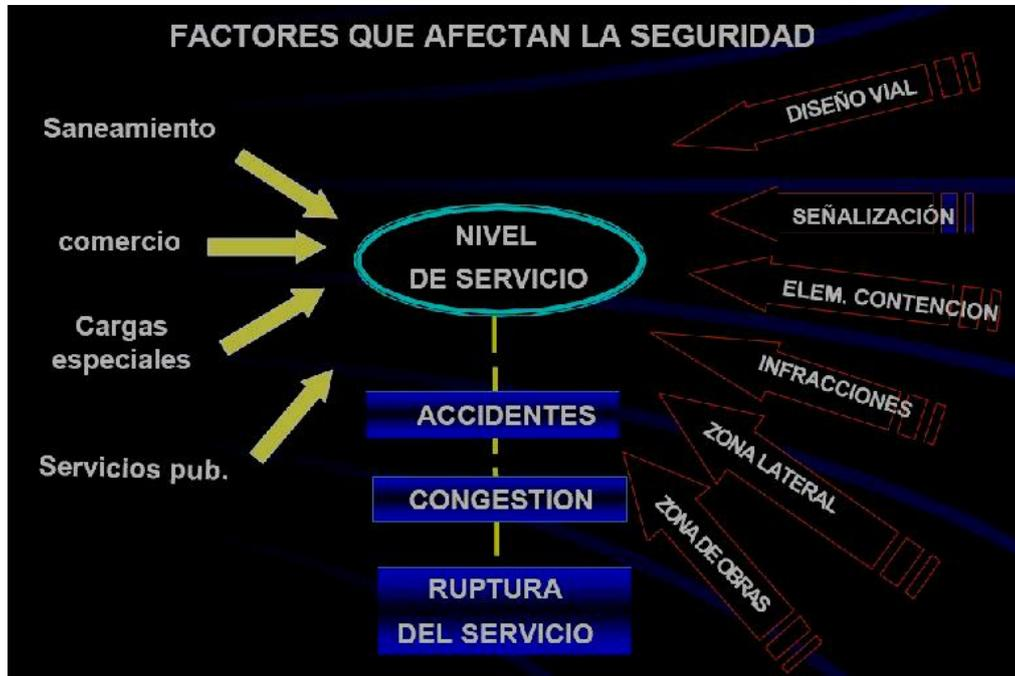 FACTORES QUE AFECTAN LA SEGURIDAD
Saneamiento
comercio
Cargas
especiales
Servicios pub.
NIVEL
DE SERVICIO
ACCIDENTES
CONGESTION
RUPTURA
DEL SERVICIO
DISEÑO VIAL
SEÑALIZACIÓN
ELEM. CONTENCION
INFRACCIONES
ZONA LATERAL
ZONA DE OBRAS